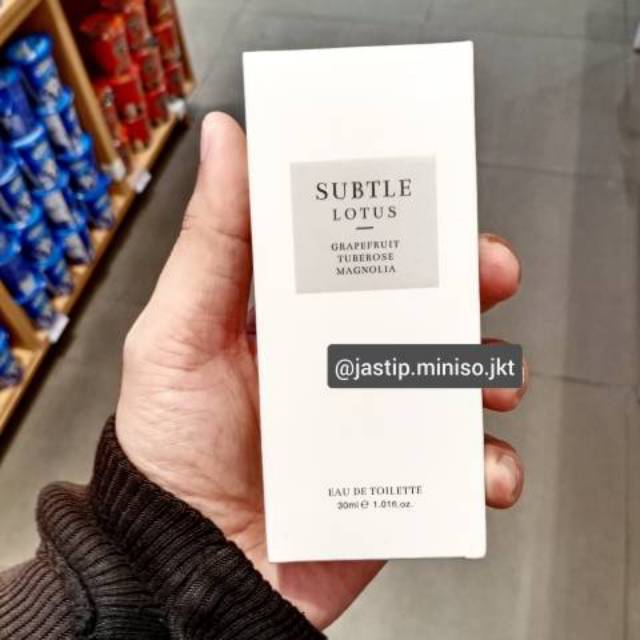 SUBTLE
LOTUS
GRAPEFRUIT
TUBEROSE
MAGNOLIA
@jastip.miniso.jkt
EAU DE TOILETTE
30ml ℮ 1.01fl.oz.